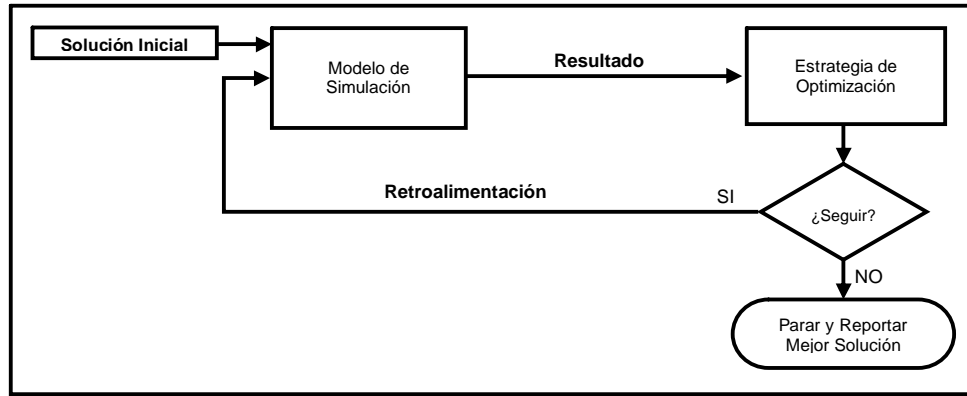 Solución Inicial
Modelo de
Simulación
Resultado
Estrategia de
Optimización
Retroalimentación
SI
¿Seguir?
NO
Parar y Reportar
Mejor Solución